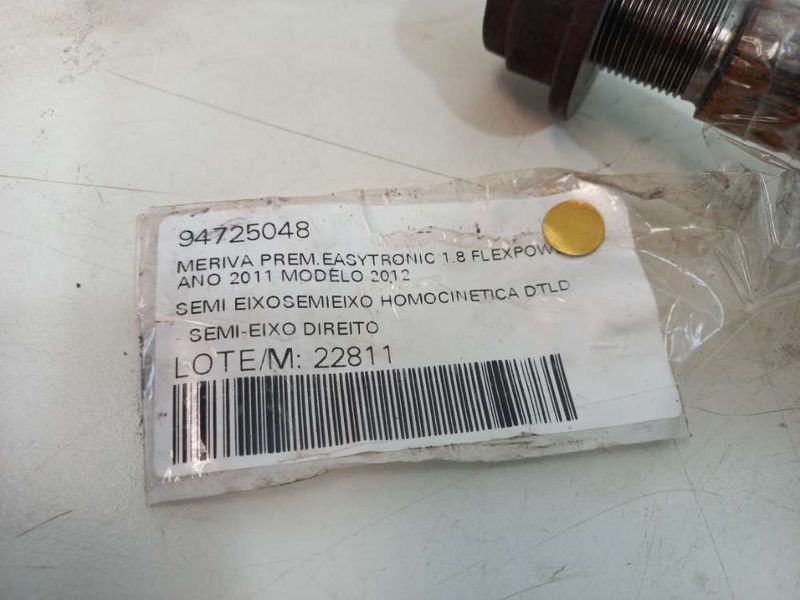 94725048
MERIVA PREM.EASYTRONIC 1.8 FLEXPOW
ANO 2011 MODELO 2012
SEMI EIXOSEMIEIXO HOMOCINETICA DTLD
- SEMI-EIXO DIREITO
LOTE/M: 22811